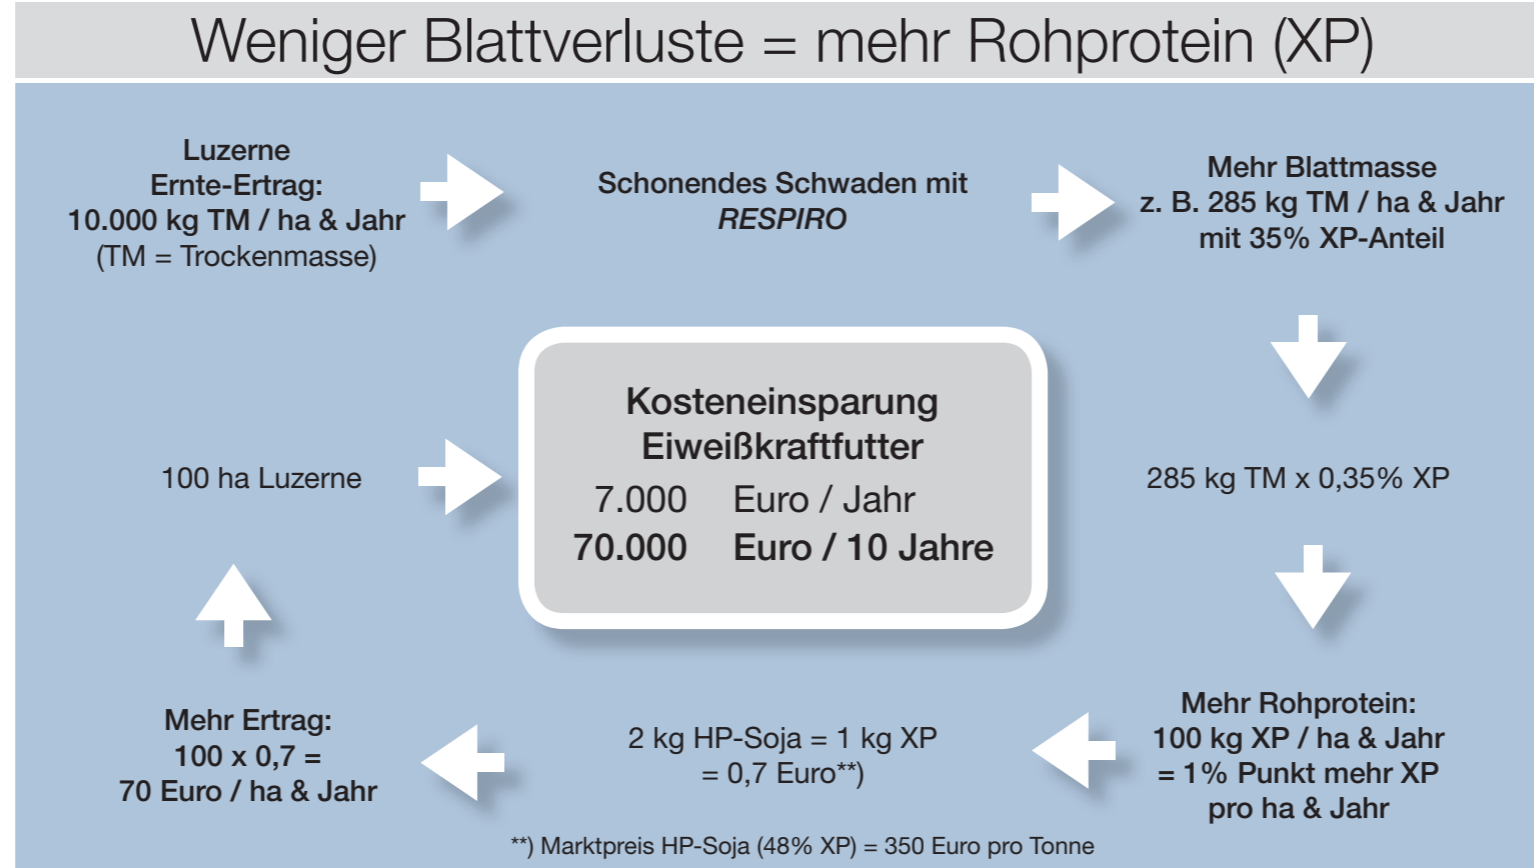 Weniger Blattverluste = mehr Rohprotein (XP)
Luzerne
Ernte-Ertrag:
10.000 kg TM / ha & Jahr
(TM = Trockenmasse)
Schonendes Schwaden mit
RESPIRO
Mehr Blattmasse
z. B. 285 kg TM / ha & Jahr
mit 35% XP-Anteil
285 kg TM x 0,35% XP
Mehr Rohprotein:
100 kg XP / ha & Jahr
= 1% Punkt mehr XP
pro ha & Jahr
2 kg HP-Soja = 1 kg XP
= 0,7 Euro**)
Mehr Ertrag:
100 x 0,7 =
70 Euro / ha & Jahr
100 ha Luzerne
Kosteneinsparung
Eiweißkraftfutter
7.000 Euro / Jahr
70.000 Euro / 10 Jahre
**) Marktpreis HP-Soja (48% XP) = 350 Euro pro Tonne